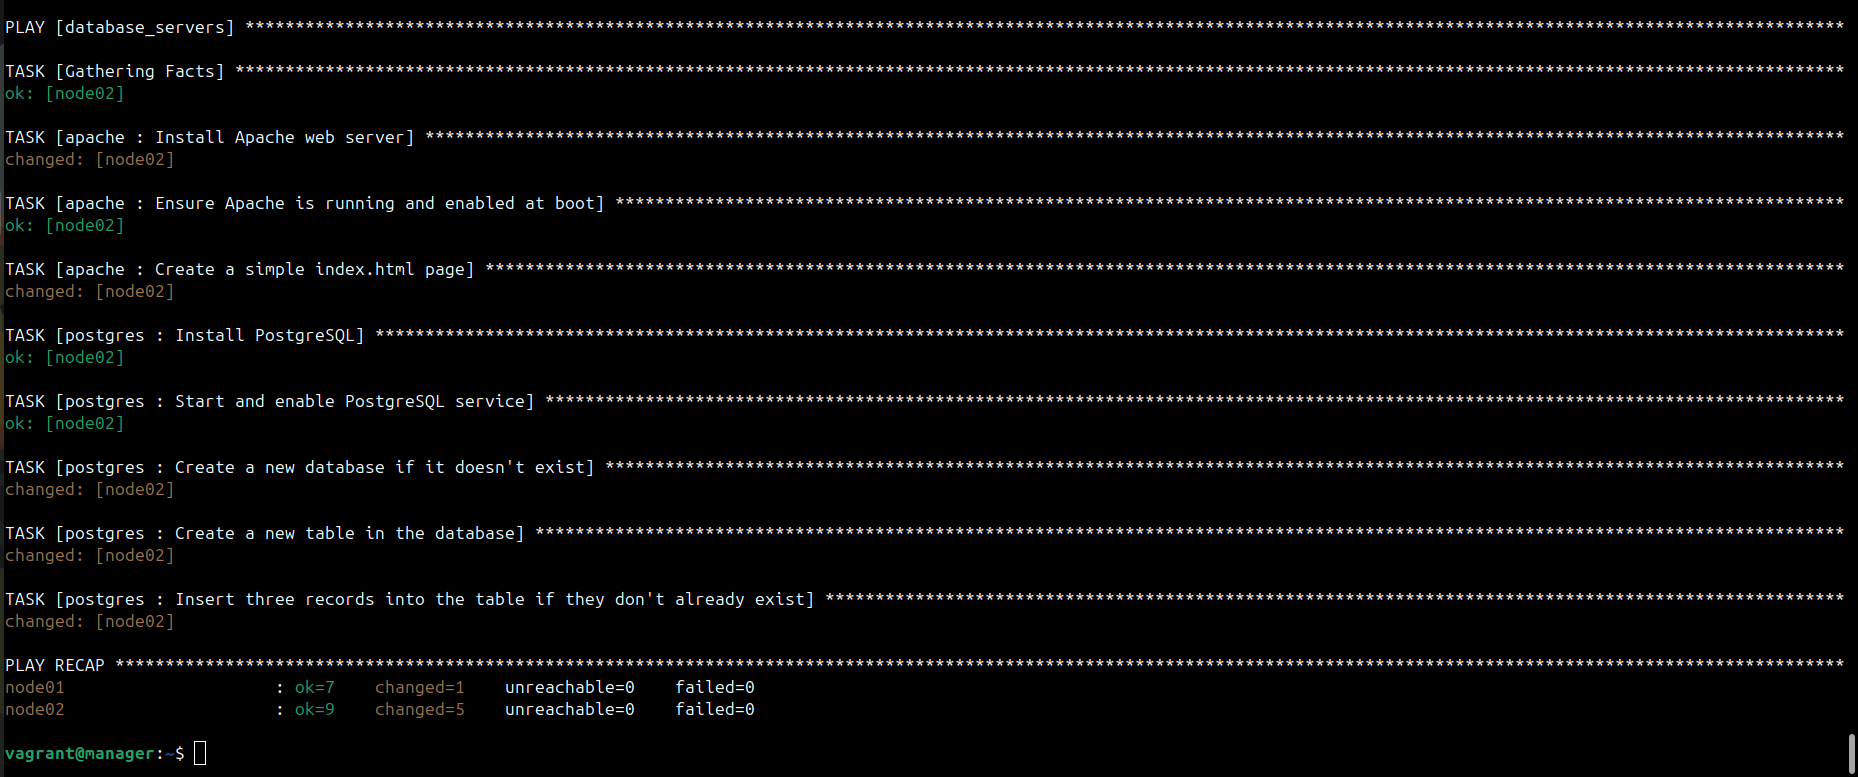 PLAY [database_servers] ****************************************************************************************************************************************************************
TASK [Gathering Facts] *****************************************************************************************************************************************************************
ok: [node02]
TASK [apache : Install Apache web server] **********************************************************************************************************************************************
changed: [node02]
TASK [apache : Ensure Apache is running and enabled at boot] ***************************************************************************************************************************
ok: [node02]
TASK [apache : Create a simple index.html page] ****************************************************************************************************************************************
changed: [node02]
TASK [postgres : Install PostgreSQL] ***************************************************************************************************************************************************
ok: [node02]
TASK [postgres : Start and enable PostgreSQL service] **********************************************************************************************************************************
ok: [node02]
TASK [postgres : Create a new database if it doesn't exist] ****************************************************************************************************************************
changed: [node02]
TASK [postgres : Create a new table in the database] ***********************************************************************************************************************************
changed: [node02]
TASK [postgres : Insert three records into the table if they don't already exist] ******************************************************************************************************
changed: [node02]
PLAY RECAP *****************************************************************************************************************************************************************************
node01                     : ok=7    changed=1    unreachable=0    failed=0
node02                     : ok=9    changed=5    unreachable=0    failed=0
vagrant@manager:~$